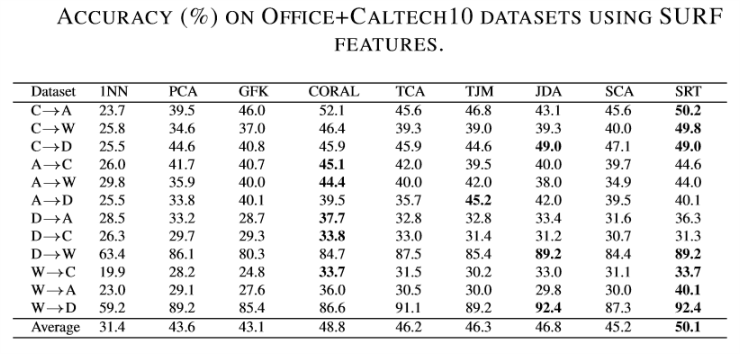 ACCURACY (%) ON OFFICE+CALTECH10 DATASETS USING SURF
FEATURES.
Dataset 1NN PCA GFK CORAL TCA TJM JDA SCA SRT
C→A 23.7 39.5 46.0 52.1 45.6 46.8 43.1 45.6 50.2
C→W 25.8 34.6 37.0 46.4 39.3 39.0 39.3 40.0 49.8
C→D 25.5 44.6 40.8 45.9 45.9 44.6 49.0 47.1 49.0
A→C 26.0 41.7 40.7 45.1 42.0 39.5 40.0 39.7 44.6
A→W 29.8 35.9 40.0 44.4 40.0 42.0 38.0 34.9 44.0
A→D 25.5 33.8 40.1 39.5 35.7 45.2 42.0 39.5 40.1
D→A 28.5 33.2 28.7 37.7 32.8 32.8 33.4 31.6 36.3
D→C 26.3 29.7 29.3 33.8 33.0 31.4 31.2 30.7 31.3
D→W 63.4 86.1 80.3 84.7 87.5 85.4 89.2 84.4 89.2
W→C 19.9 28.2 24.8 33.7 31.5 30.2 33.0 31.1 33.7
W→A 23.0 29.1 27.6 36.0 30.5 30.0 29.8 30.0 40.1
W→D 59.2 89.2 85.4 86.6 91.1 89.2 92.4 87.3 92.4
Average 31.4 43.6 43.1 48.8 46.2 46.3 46.8 45.2 50.1